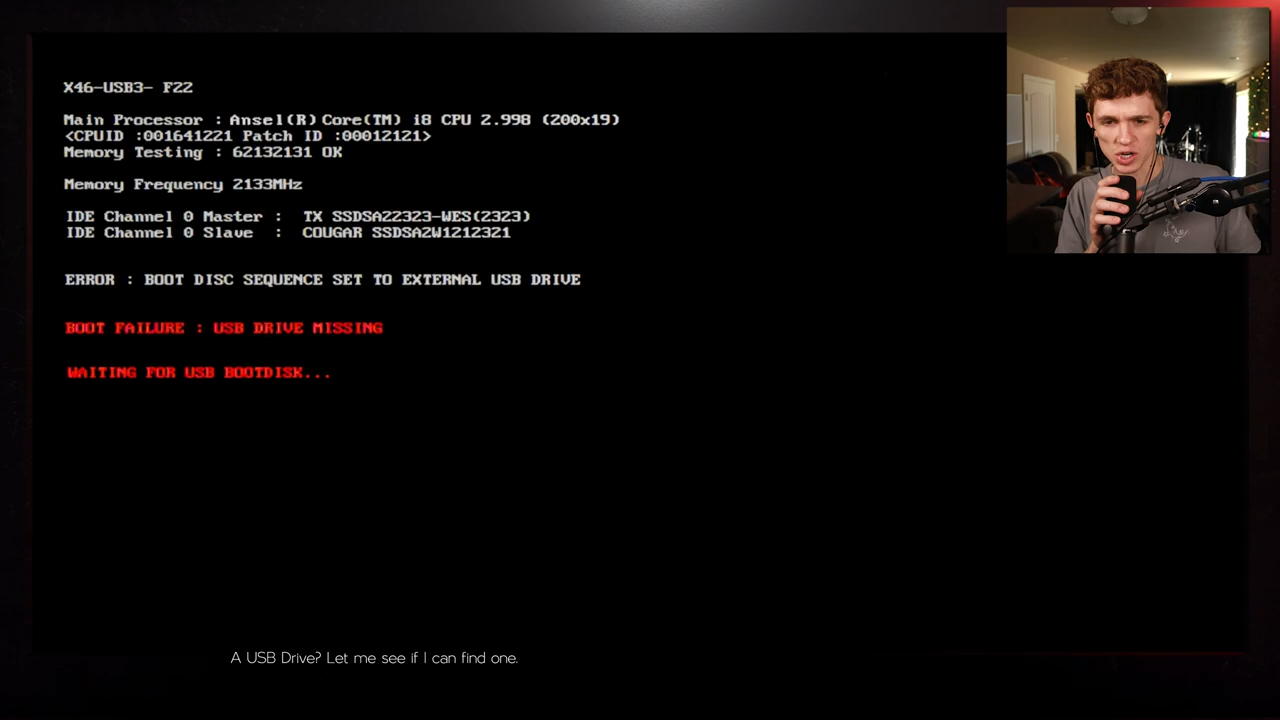 X46-USB3- F22
Main Processor : Ansel(R) Core(TM) i8 CPU 2.998 (200x19)
<CPUID :001641221 Patch ID :00012121>
Memory Testing : 62132131 OK
Memory Frequency 2133MHz
IDE Channel 0 Master : TX SSDSA22323-WES(2323)
IDE Channel 0 Slave : COUGAR SSDSA2W1212321
ERROR : BOOT DISC SEQUENCE SET TO EXTERNAL USB DRIVE
BOOT FAILURE : USB DRIVE MISSING
WAITING FOR USB BOOTDISK...
A USB Drive? Let me see if I can find one.